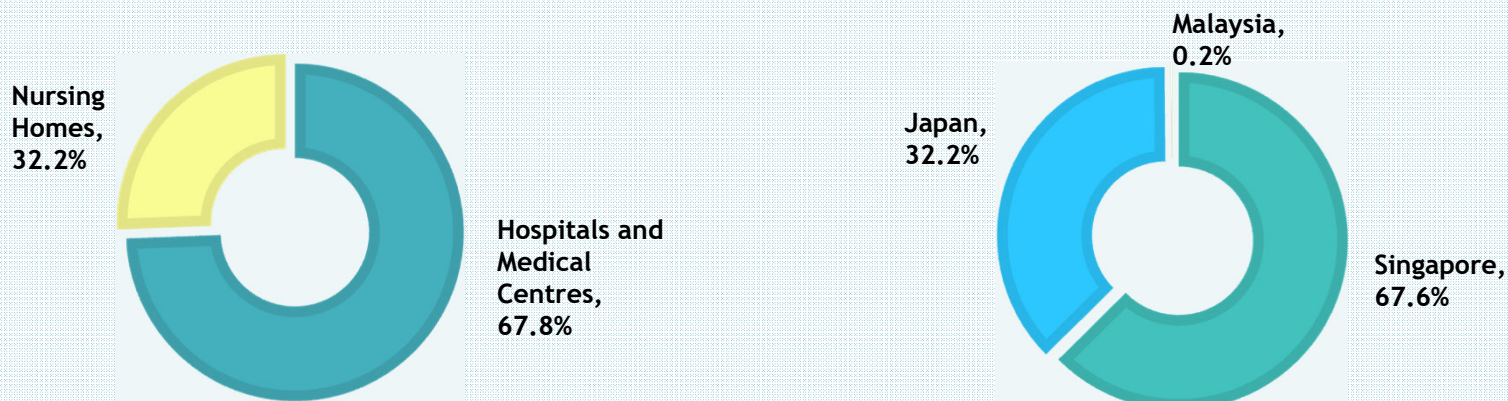 Nursing
Homes,
32.2%
Hospitals and
Medical
Centres,
67.8%
Malaysia,
0.2%
Japan,
32.2%
Singapore,
67.6%